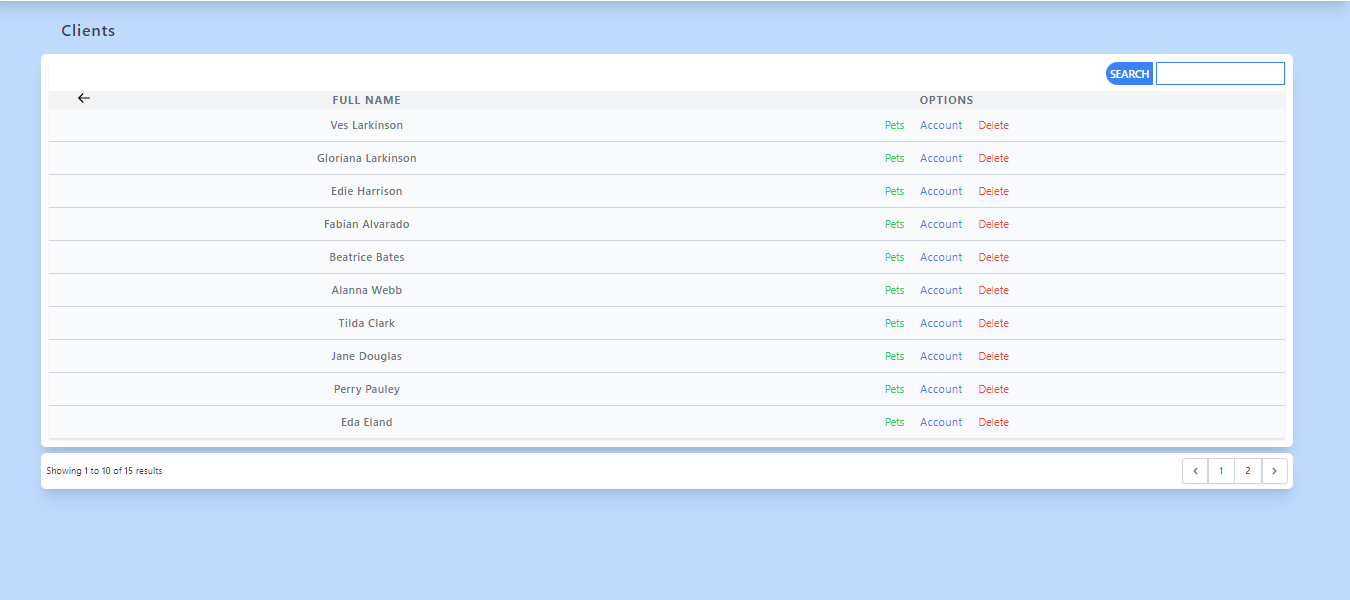 Clients
SEARCH
FULL NAME OPTIONS
Ves Larkinson Pets Account Delete
Gloriana Larkinson Pets Account Delete
Edie Harrison Pets Account Delete
Fabian Alvarado Pets Account Delete
Beatrice Bates Pets Account Delete
Alanna Webb Pets Account Delete
Tilda Clark Pets Account Delete
Jane Douglas Pets Account Delete
Perry Pauley Pets Account Delete
Eda Eland Pets Account Delete
Showing 1 to 10 of 15 results 1 2